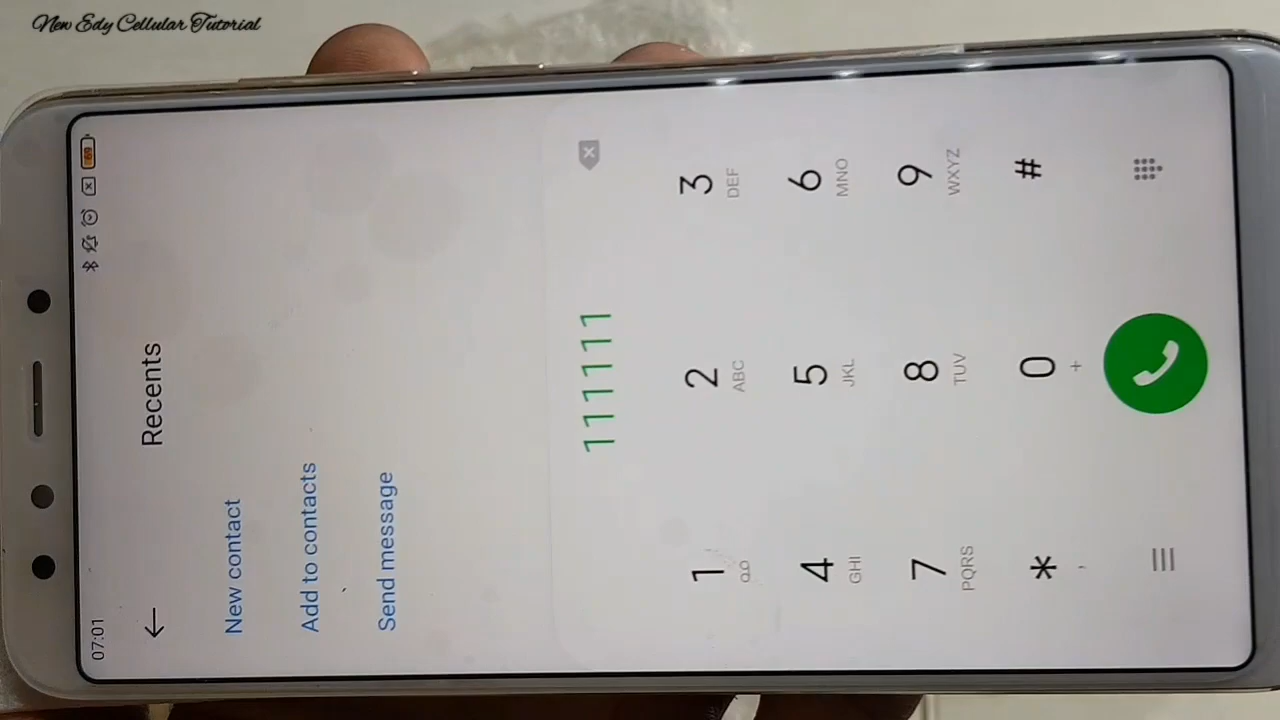 New Edy Cellular Tutorial
07:01
69
Recents
New contact
Add to contacts
Send message
111111
1
2 ABC
3 DEF
4 GHI
5 JKL
6 MNO
7 PQRS
8 TUV
9 WXYZ
* ,
0 +
#